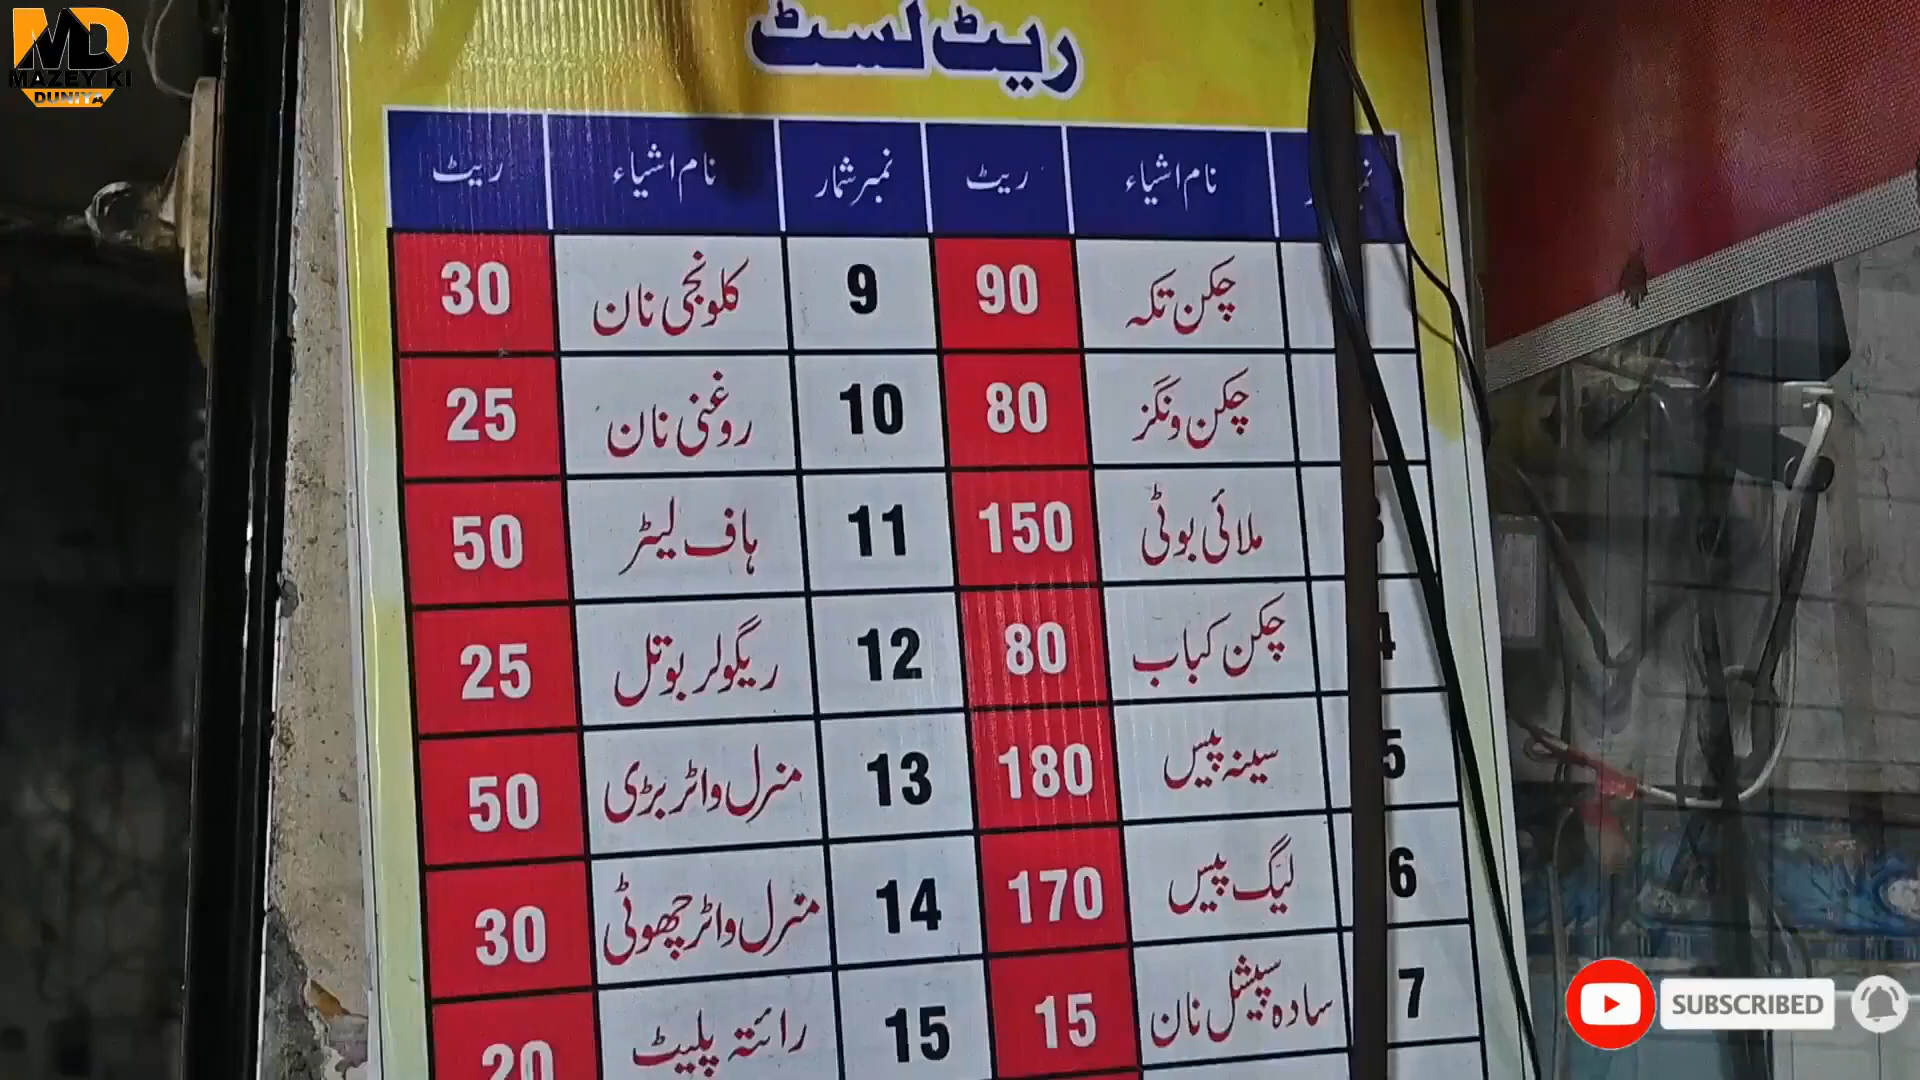 MD
MAZEY KI
DUNIYA
ریٹ لسٹ
نام اشیاء ریٹ نمبر شمار نام اشیاء ریٹ
چکن تکہ 90 9 کلونجی نان 30
چکن ونگز 80 10 روغنی نان 25
3 ملائی بوٹی 150 11 ہاف لیٹر 50
4 چکن کباب 80 12 ریگولر بوتل 25
5 سینہ پیس 180 13 منرل واٹر بڑی 50
6 لیگ پیس 170 14 منرل واٹر چھوٹی 30
7 سادہ سپیشل نان 15 15 رائتہ پلیٹ 20
SUBSCRIBED